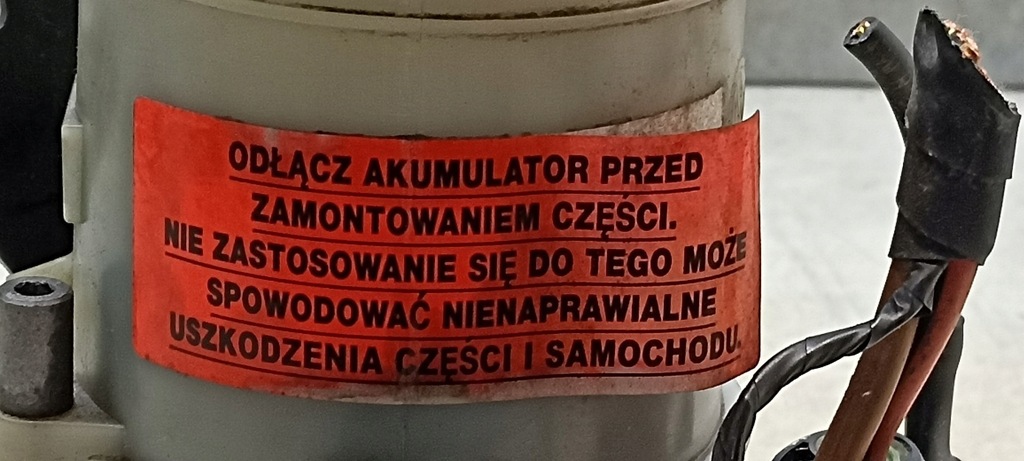 ODŁĄCZ AKUMULATOR PRZED
ZAMONTOWANIEM CZĘŚCI.
NIE ZASTOSOWANIE SIĘ DO TEGO MOŻE
SPOWODOWAĆ NIENAPRAWIALNE
USZKODZENIA CZĘŚCI I SAMOCHODU.